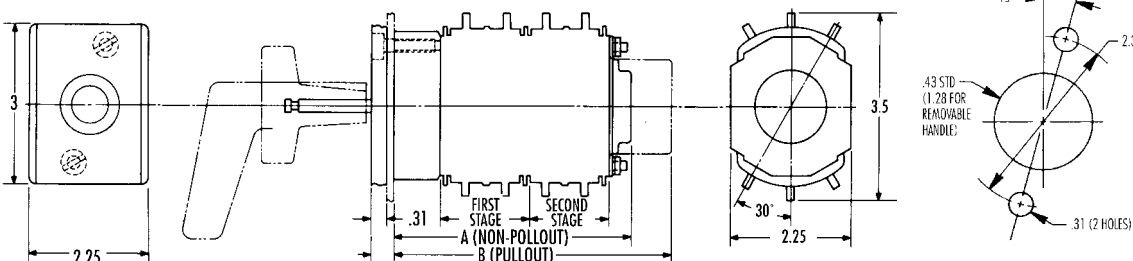 3
2.25
.31
FIRST
STAGE
SECOND
STAGE
A (NON-POLLOUT)
B (PULLOUT)
30°
2.25
3.5
.43 STD
(1.28 FOR
REMOVABLE
HANDLE)
.31 (2 HOLES)